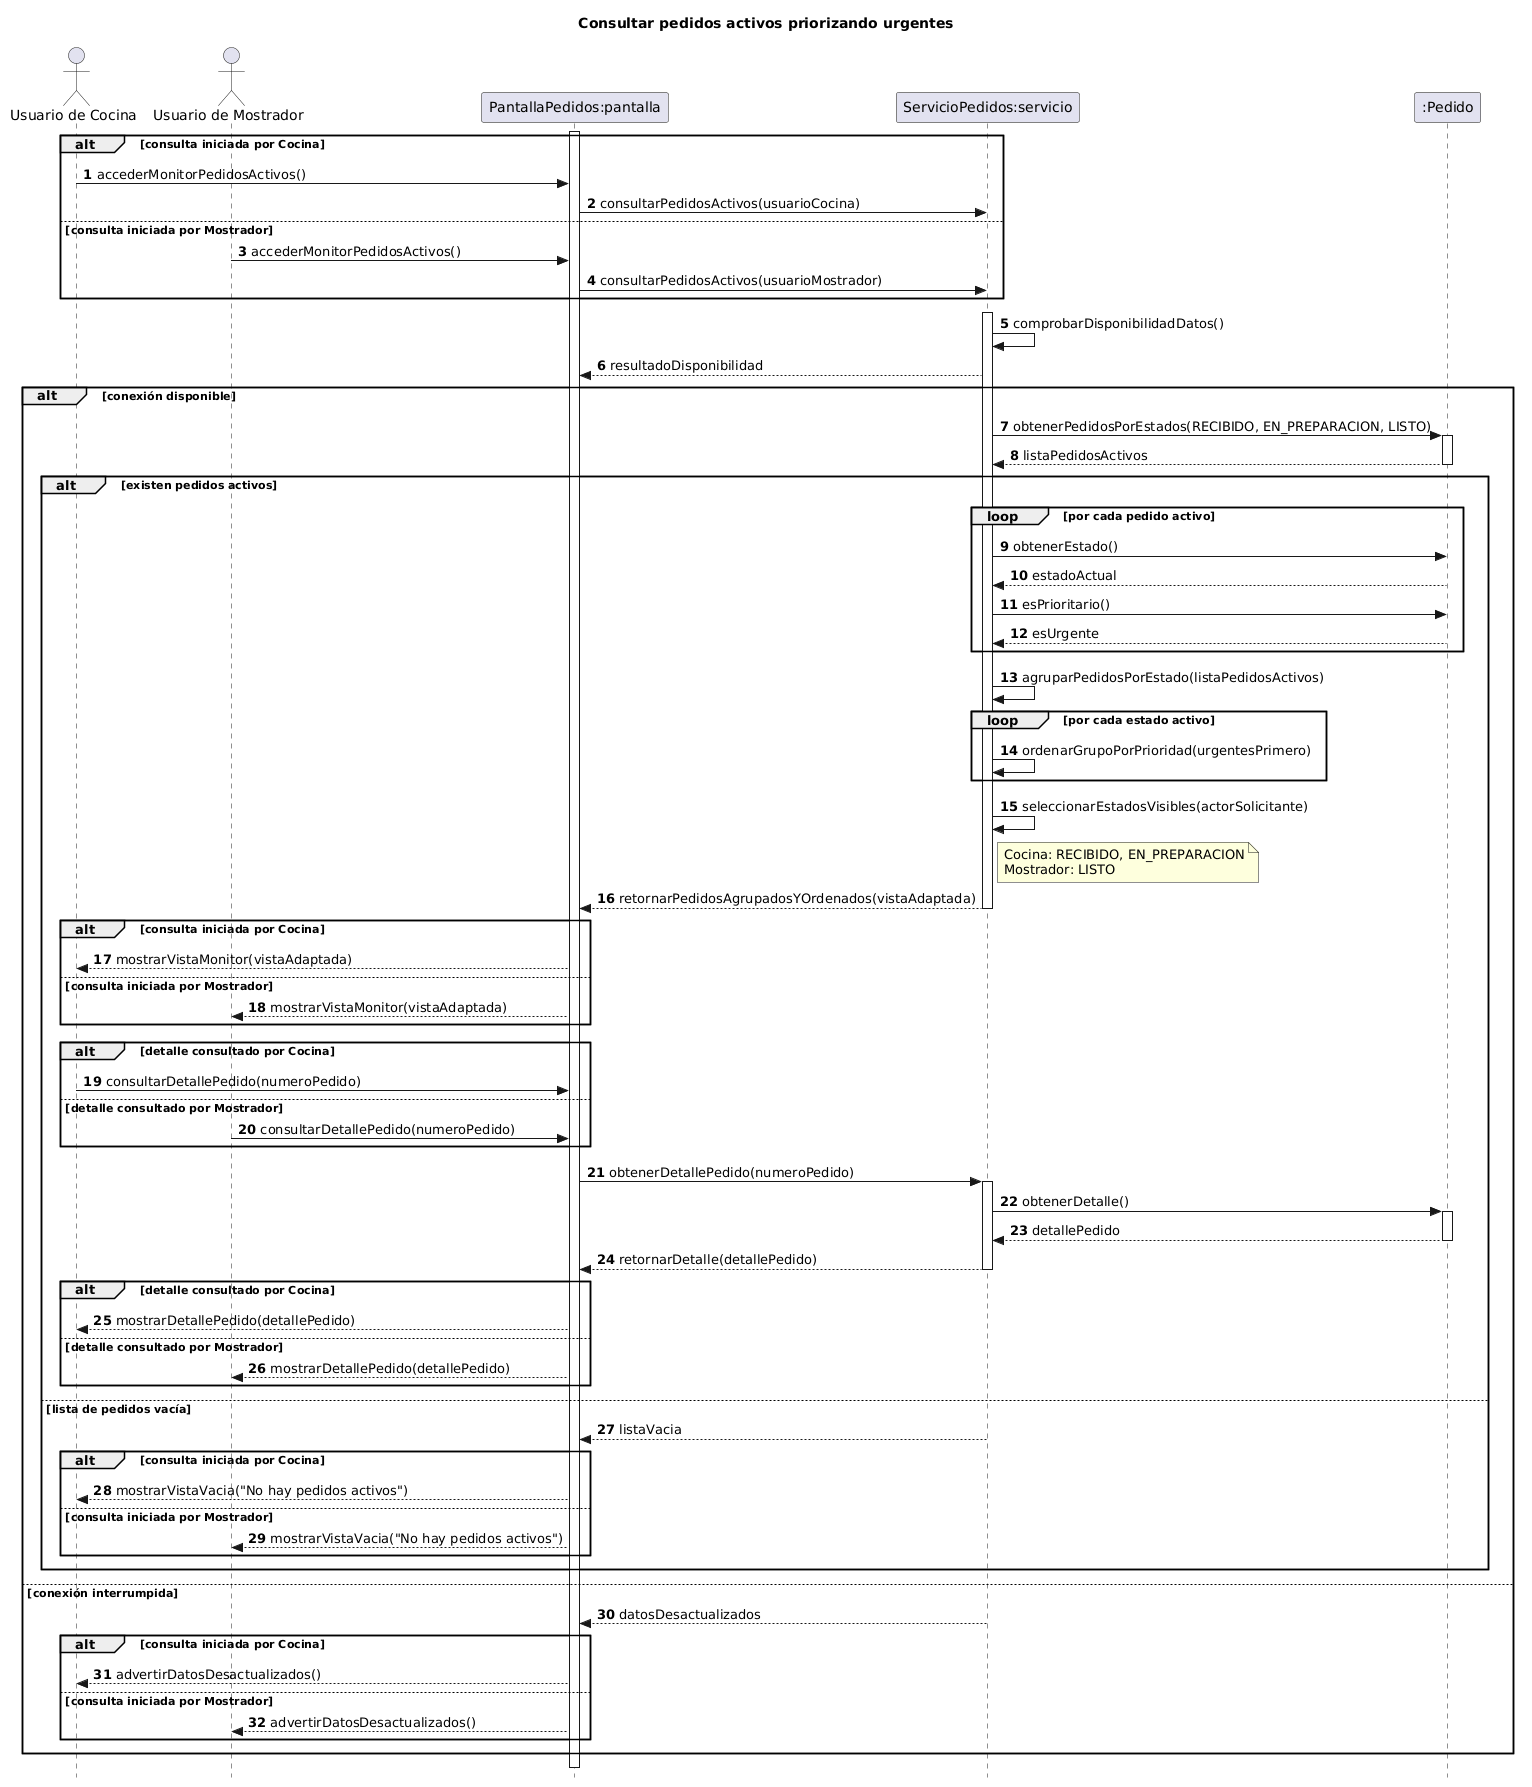 Consultar pedidos activos priorizando urgentes
Usuario de Cocina
Usuario de Mostrador
PantallaPedidos:pantalla
ServicioPedidos:servicio
:Pedido
alt [consulta iniciada por Cocina]
1 accederMonitorPedidosActivos()
2 consultarPedidosActivos(usuarioCocina)
[consulta iniciada por Mostrador]
3 accederMonitorPedidosActivos()
4 consultarPedidosActivos(usuarioMostrador)
5 comprobarDisponibilidadDatos()
6 resultadoDisponibilidad
alt [conexión disponible]
7 obtenerPedidosPorEstados(RECIBIDO, EN_PREPARACION, LISTO)
8 listaPedidosActivos
alt [existen pedidos activos]
loop [por cada pedido activo]
9 obtenerEstado()
10 estadoActual
11 esPrioritario()
12 esUrgente
13 agruparPedidosPorEstado(listaPedidosActivos)
loop [por cada estado activo]
14 ordenarGrupoPorPrioridad(urgentesPrimero)
15 seleccionarEstadosVisibles(actorSolicitante)
Cocina: RECIBIDO, EN_PREPARACION
Mostrador: LISTO
16 retornarPedidosAgrupadosYOrdenados(vistaAdaptada)
alt [consulta iniciada por Cocina]
17 mostrarVistaMonitor(vistaAdaptada)
[consulta iniciada por Mostrador]
18 mostrarVistaMonitor(vistaAdaptada)
alt [detalle consultado por Cocina]
19 consultarDetallePedido(numeroPedido)
[detalle consultado por Mostrador]
20 consultarDetallePedido(numeroPedido)
21 obtenerDetallePedido(numeroPedido)
22 obtenerDetalle()
23 detallePedido
24 retornarDetalle(detallePedido)
alt [detalle consultado por Cocina]
25 mostrarDetallePedido(detallePedido)
[detalle consultado por Mostrador]
26 mostrarDetallePedido(detallePedido)
[lista de pedidos vacía]
27 listaVacia
alt [consulta iniciada por Cocina]
28 mostrarVistaVacia("No hay pedidos activos")
[consulta iniciada por Mostrador]
29 mostrarVistaVacia("No hay pedidos activos")
[conexión interrumpida]
30 datosDesactualizados
alt [consulta iniciada por Cocina]
31 advertirDatosDesactualizados()
[consulta iniciada por Mostrador]
32 advertirDatosDesactualizados()